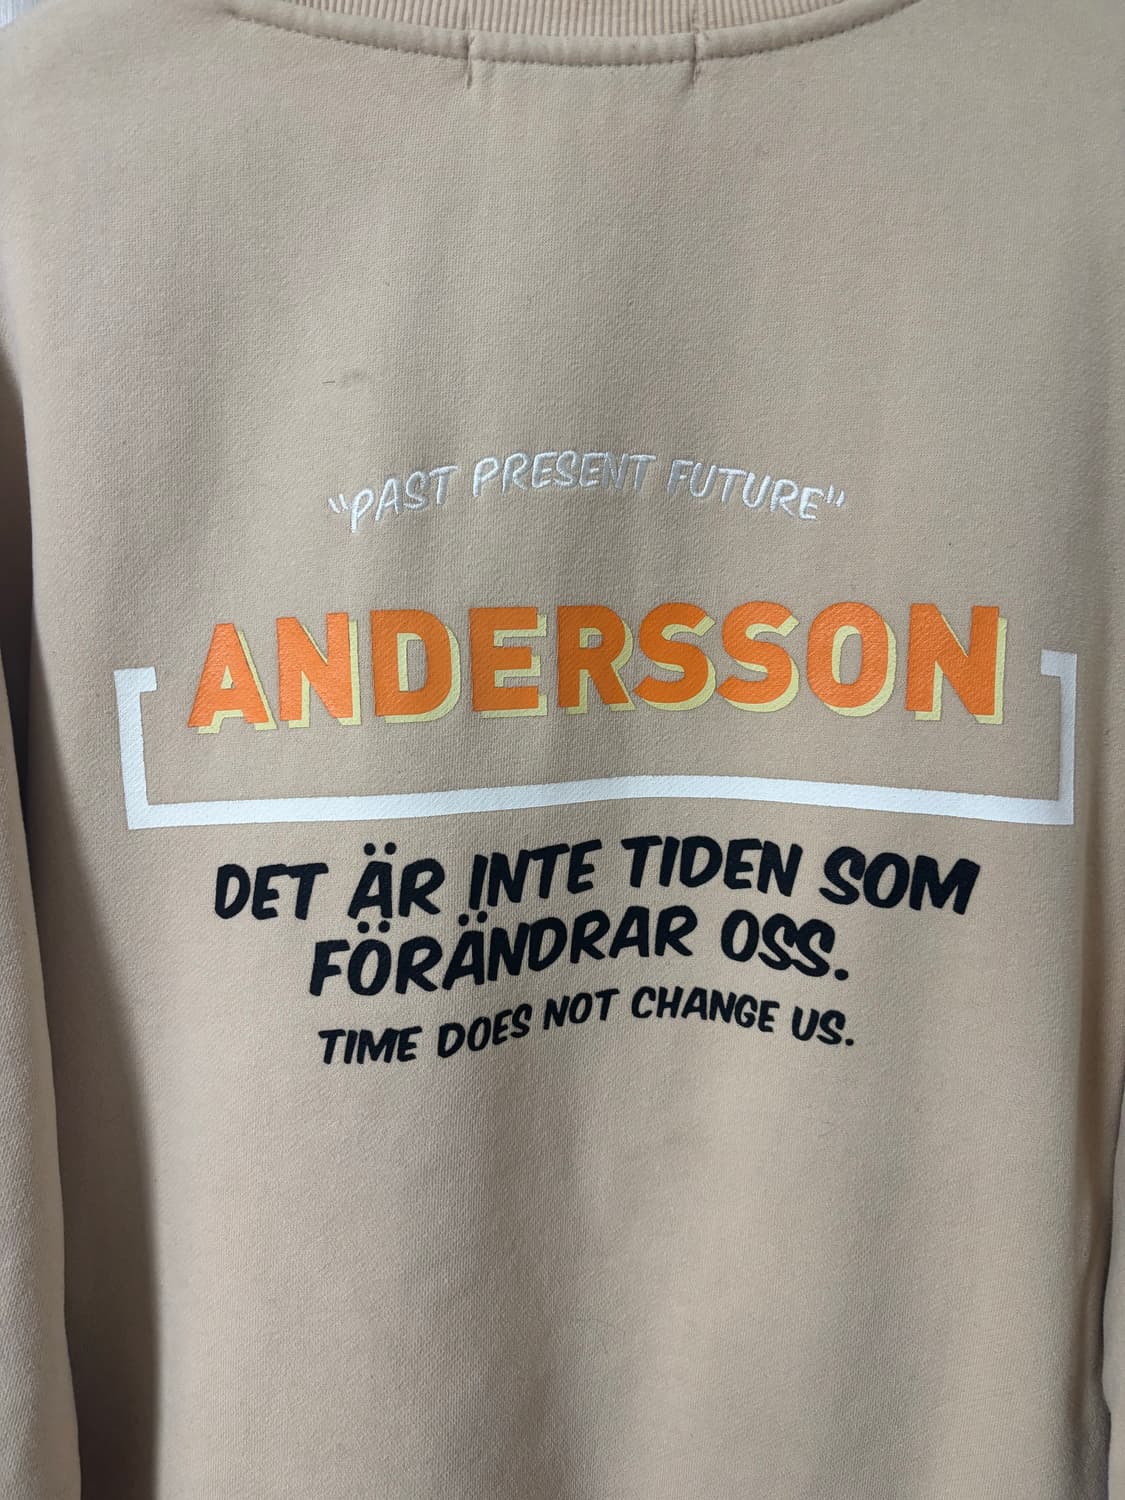 "PAST PRESENT FUTURE"
ANDERSSON
DET ÄR INTE TIDEN SOM
FÖRÄNDRAR OSS.
TIME DOES NOT CHANGE US.